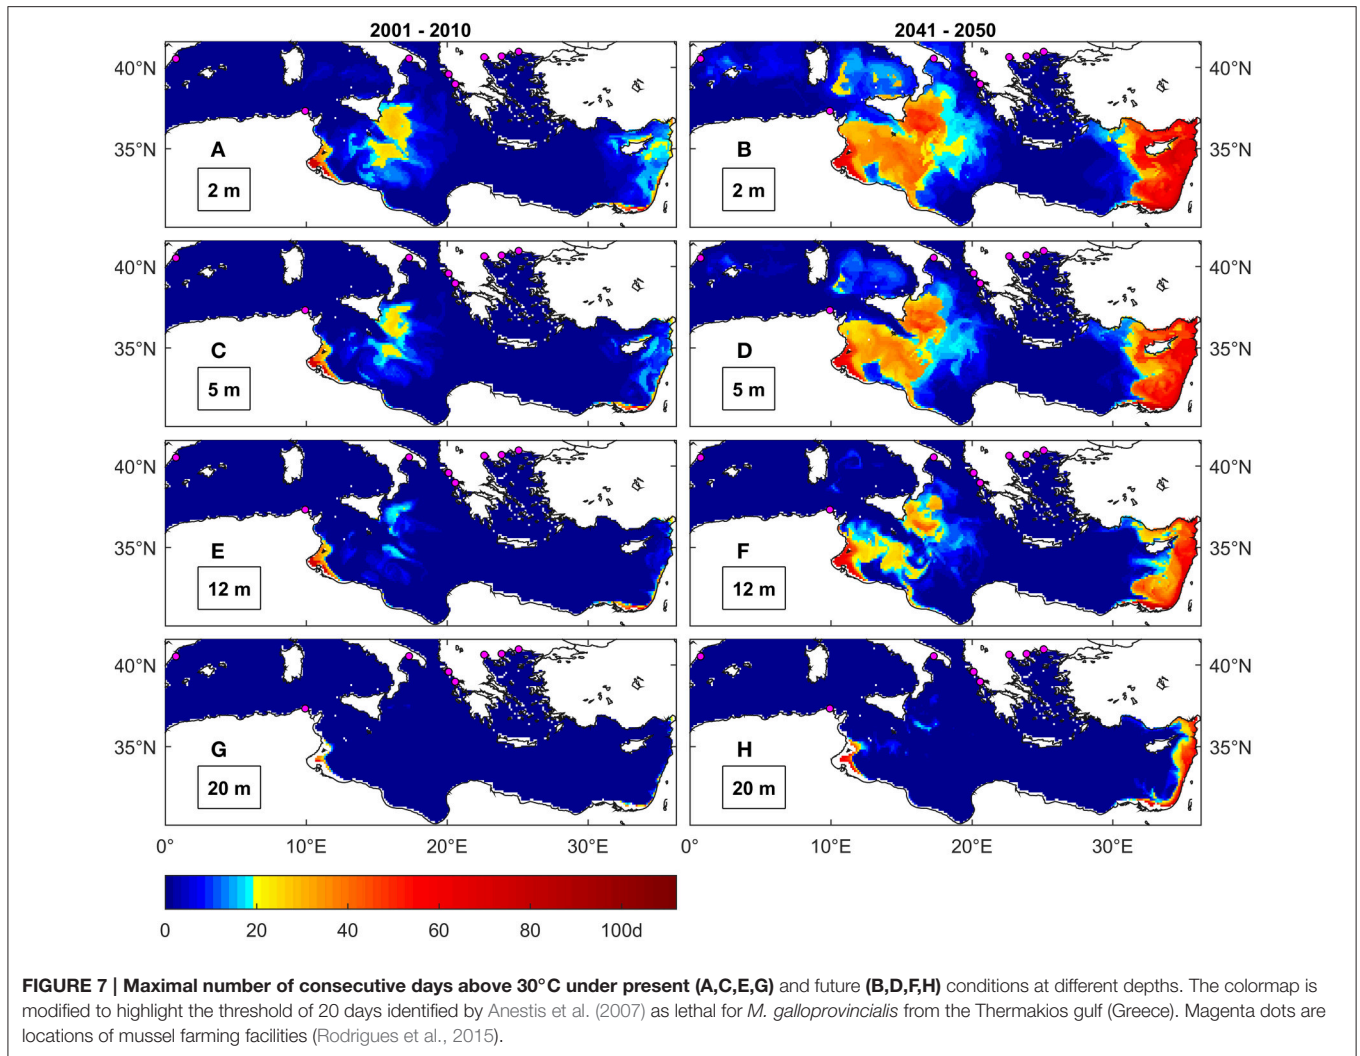 2001 - 2010
2041 - 2050
40°N
A
B
40°N
35°N
2 m
2 m
35°N
40°N
C
D
40°N
35°N
5 m
5 m
35°N
40°N
E
F
40°N
35°N
12 m
12 m
35°N
40°N
G
H
40°N
35°N
20 m
20 m
35°N
0° 10°E 20°E 30°E
0° 10°E 20°E 30°E
0 20 40 60 80 100d
FIGURE 7 | Maximal number of consecutive days above 30°C under present (A,C,E,G) and future (B,D,F,H) conditions at different depths. The colormap is
modified to highlight the threshold of 20 days identified by Anestis et al. (2007) as lethal for M. galloprovincialis from the Thermakios gulf (Greece). Magenta dots are
locations of mussel farming facilities (Rodrigues et al., 2015).